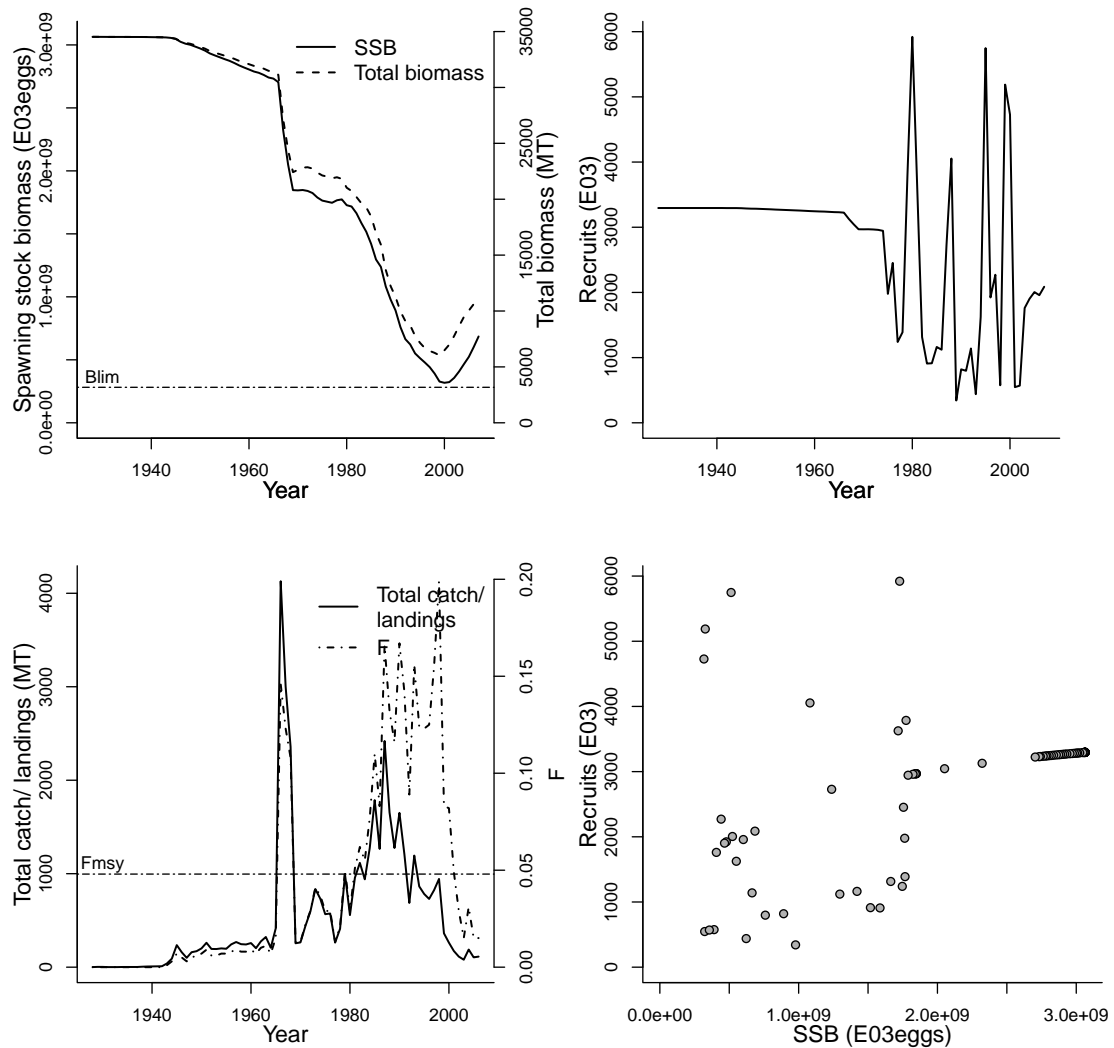 Spawning stock biomass (E03eggs)
0.0e+00
1.0e+09
2.0e+09
3.0e+09
SSB
Total biomass
Blim
0
5000
15000
25000
35000
Total biomass (MT)
1940
1960
1980
2000
Year
Recruits (E03)
0
1000
2000
3000
4000
5000
6000
1940
1960
1980
2000
Year
Total catch/ landings (MT)
0
1000
2000
3000
4000
Total catch/
landings
F
Fmsy
0.00
0.05
0.10
0.15
0.20
F
1940
1960
1980
2000
Year
Recruits (E03)
0
1000
2000
3000
4000
5000
6000
0.0e+00
1.0e+09
2.0e+09
3.0e+09
SSB (E03eggs)